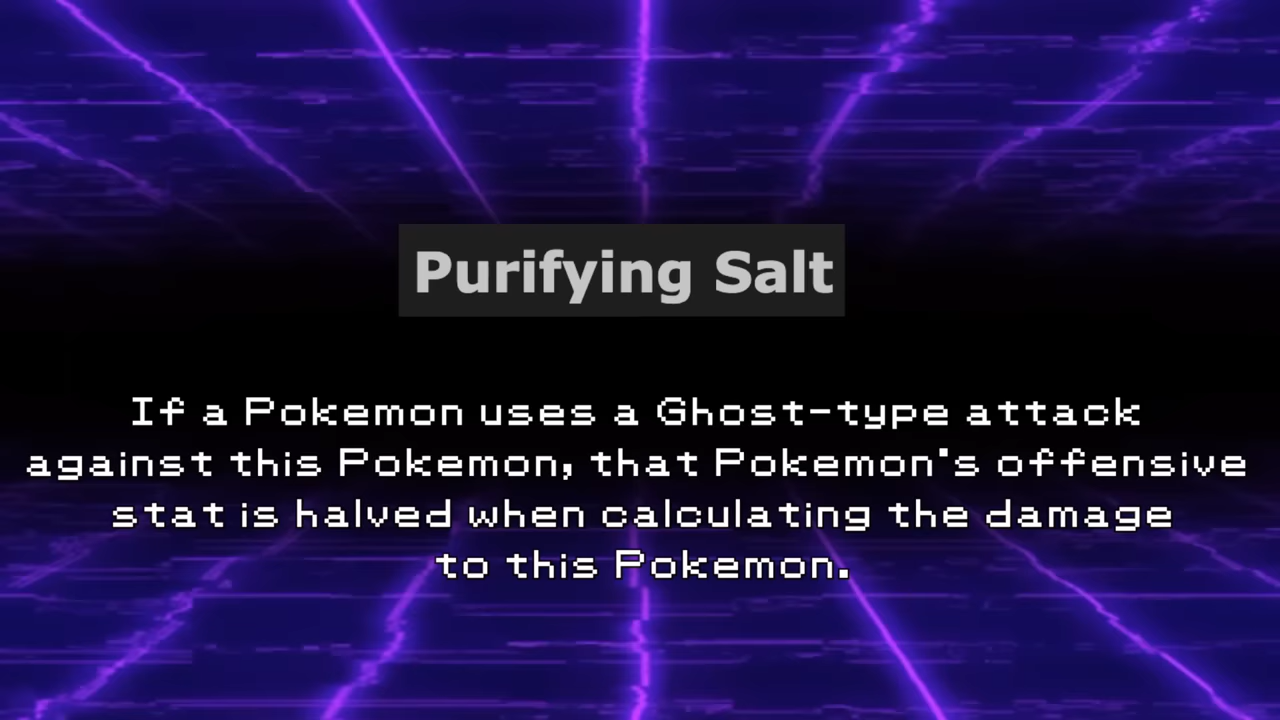 Purifying Salt
If a Pokemon uses a Ghost-type attack
against this Pokemon, that Pokemon's offensive
stat is halved when calculating the damage
to this Pokemon.